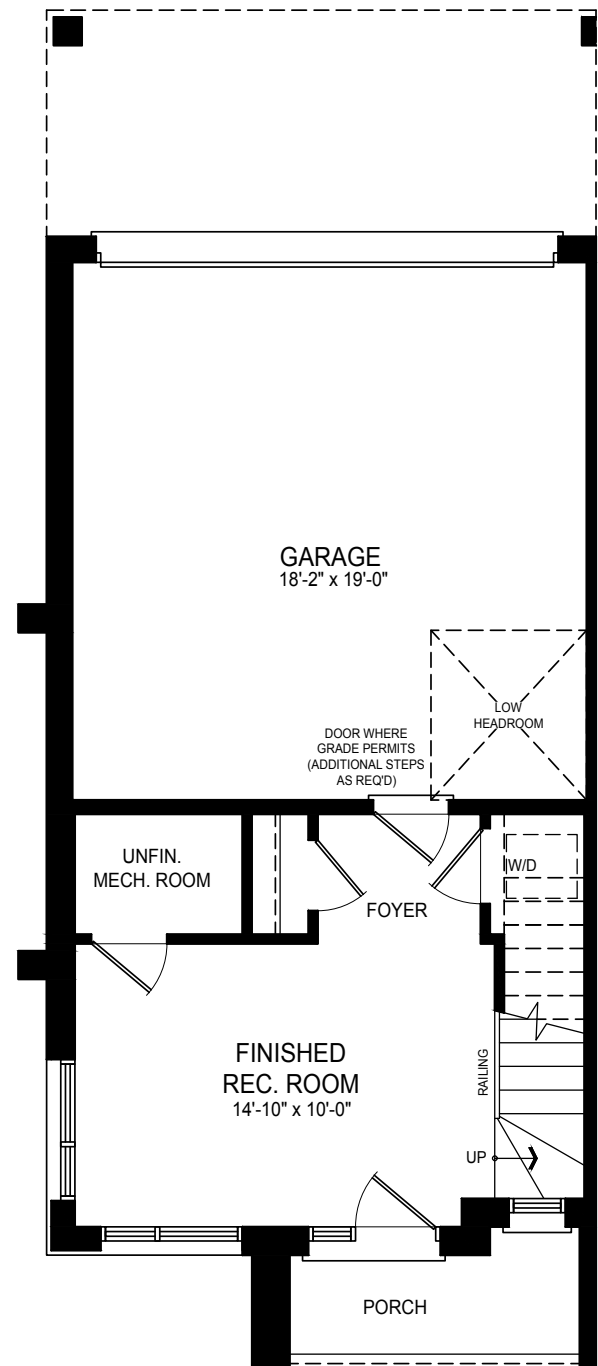 GARAGE
18'-2" x 19'-0"
LOW
HEADROOM
DOOR WHERE
GRADE PERMITS
(ADDITIONAL STEPS
AS REQ'D)
UNFIN.
MECH. ROOM
W/D
FOYER
FINISHED
REC. ROOM
14'-10" x 10'-0"
RAILING
UP
PORCH